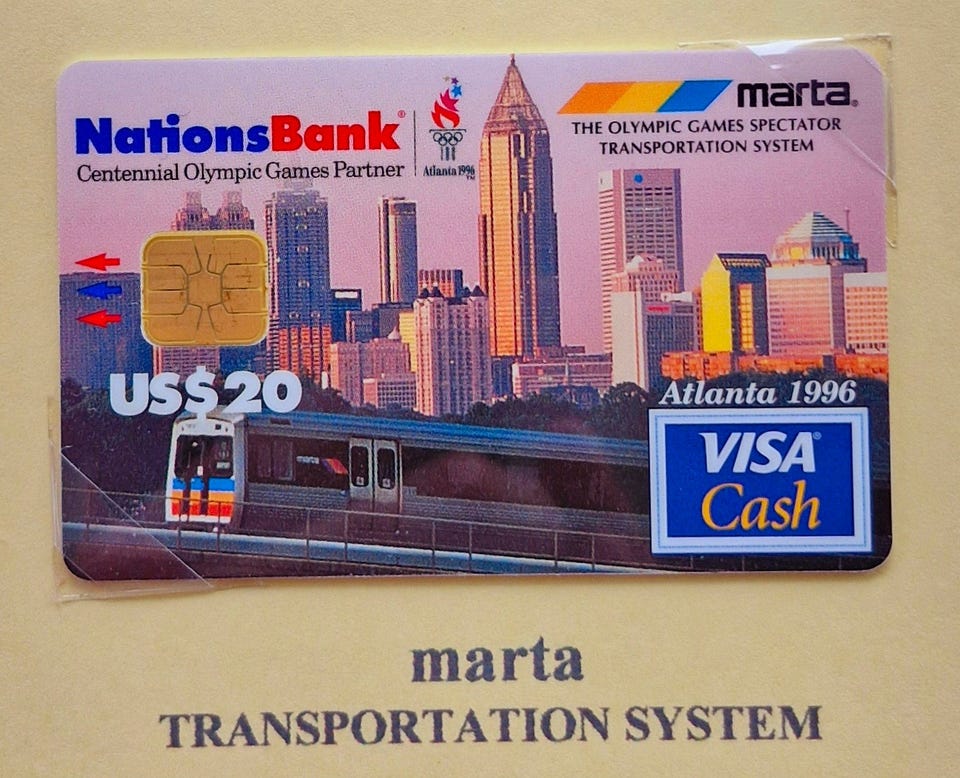 NationsBank®
Centennial Olympic Games Partner
Atlanta 1996
TM
marta®
THE OLYMPIC GAMES SPECTATOR
TRANSPORTATION SYSTEM
US$20
Atlanta 1996
VISA®
Cash
marta
TRANSPORTATION SYSTEM